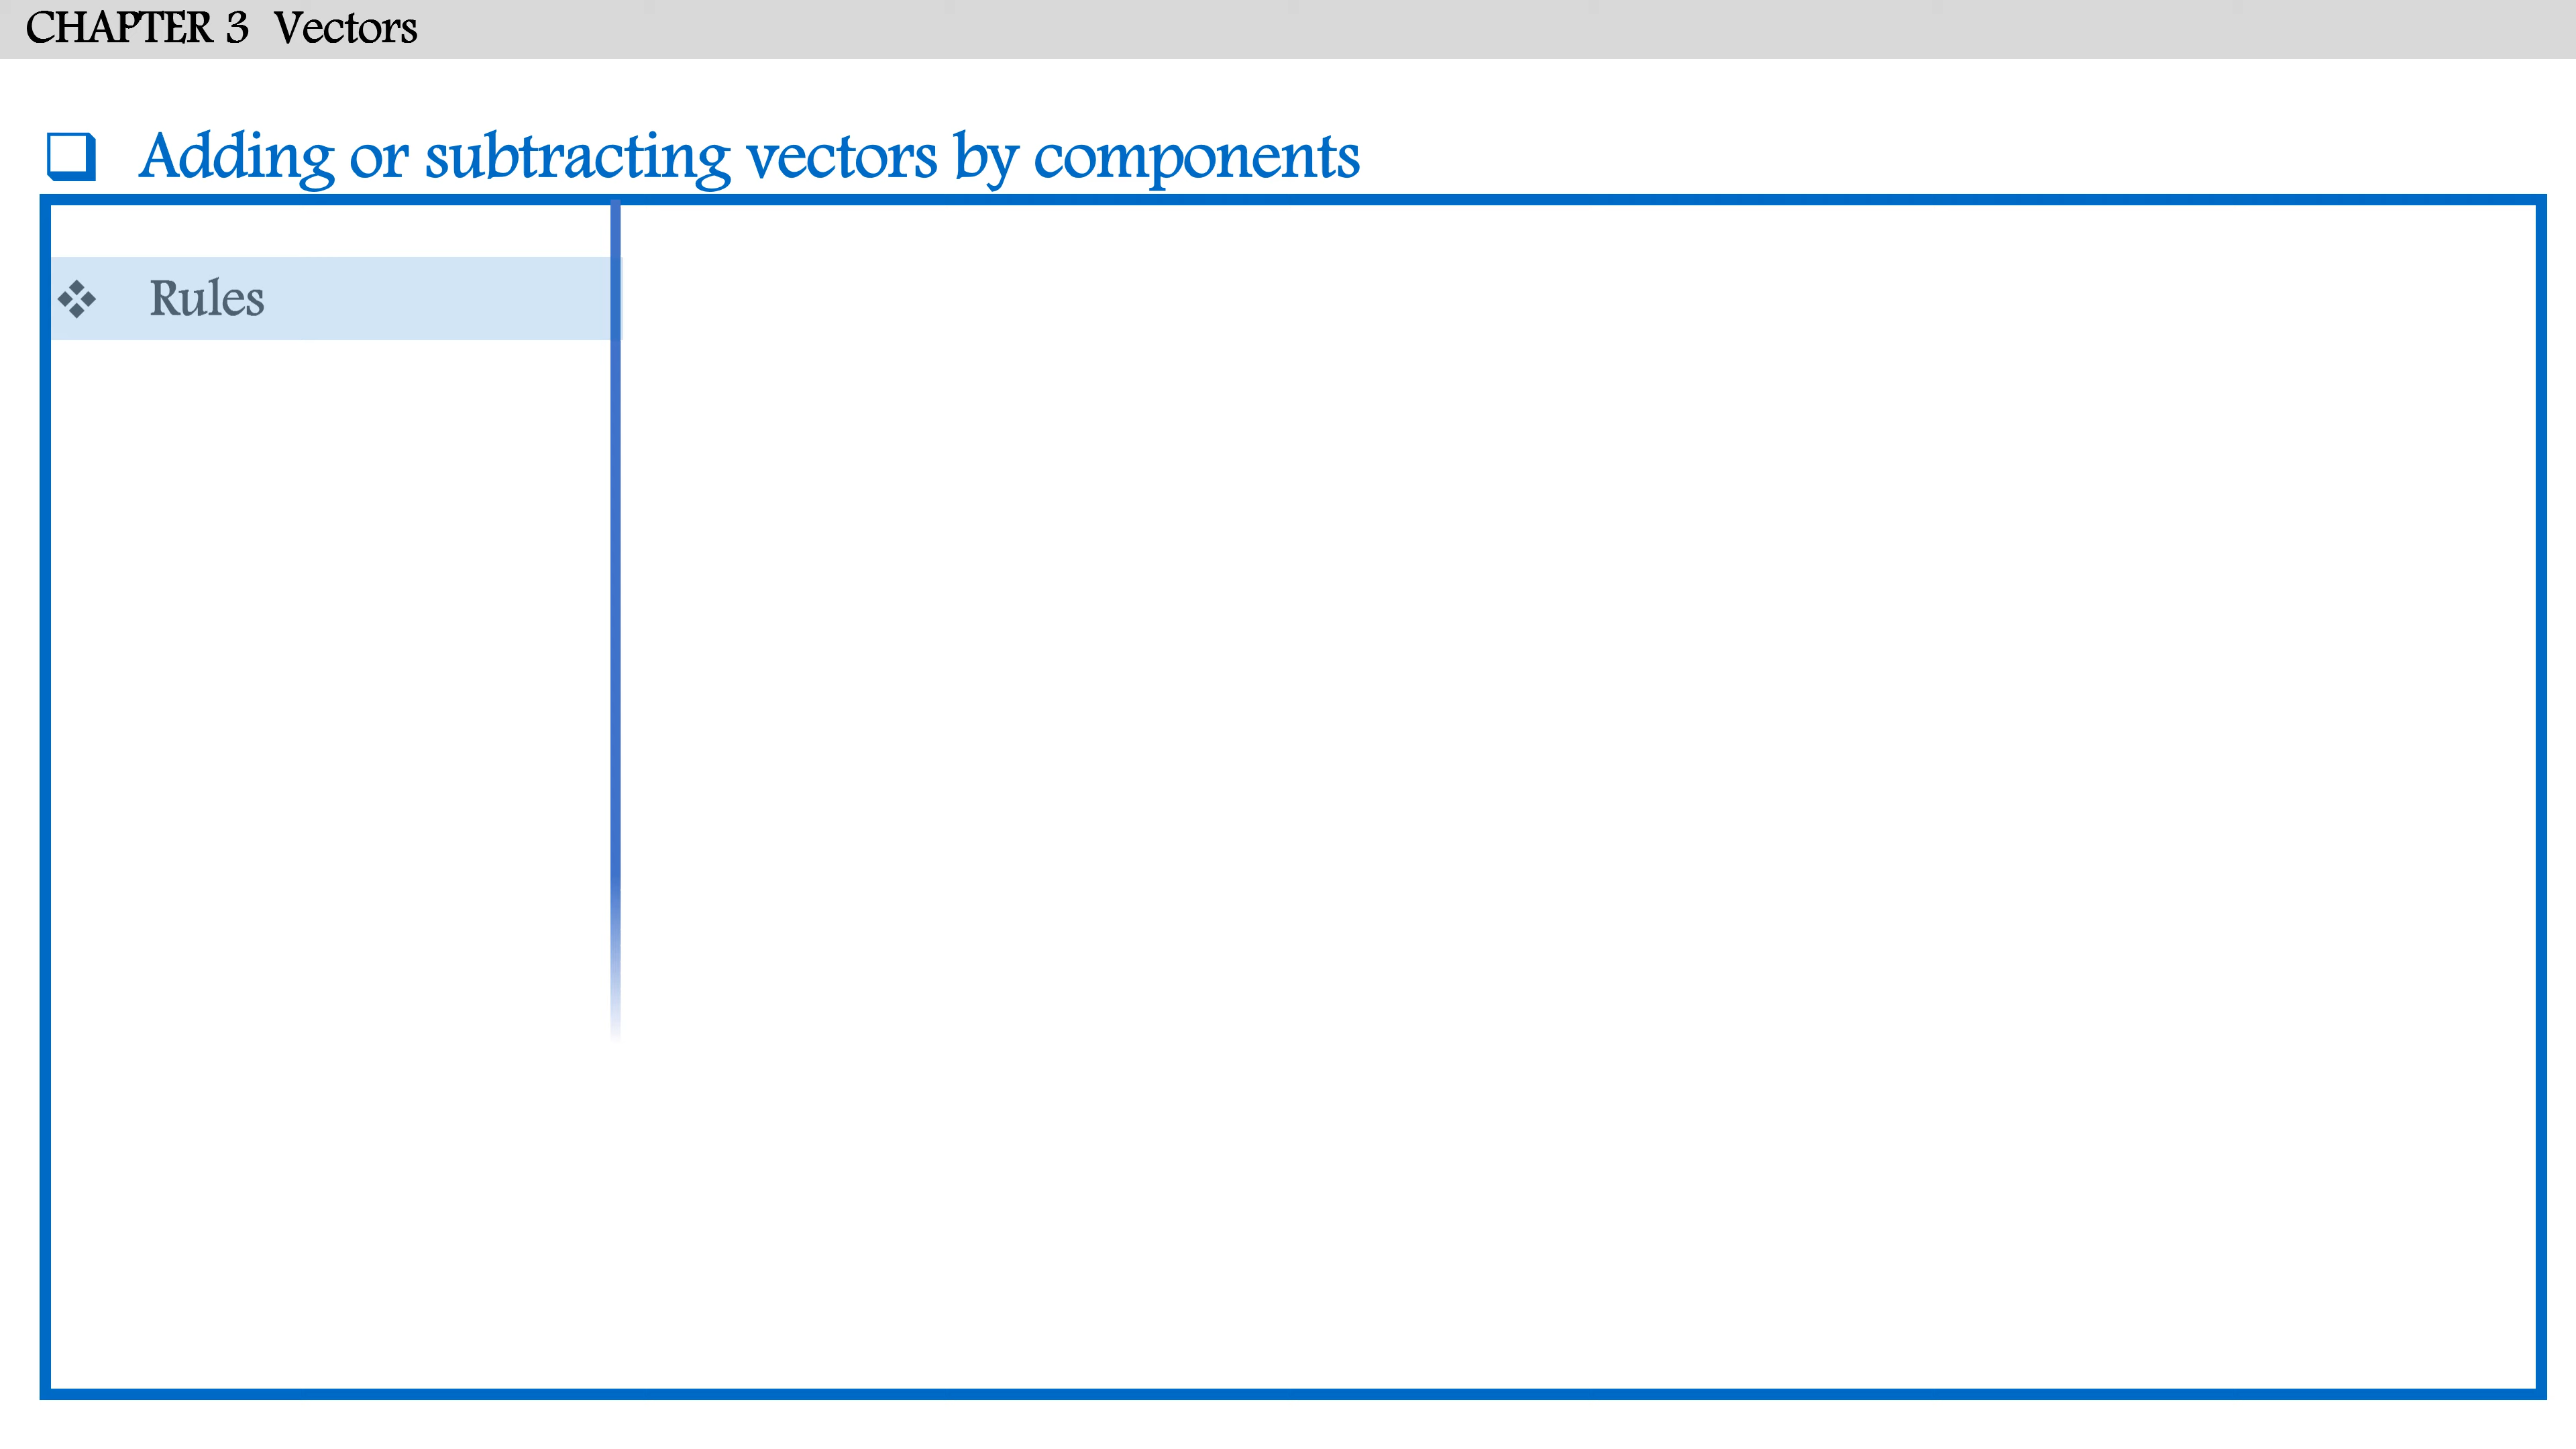 CHAPTER 3 Vectors
❑ Adding or subtracting vectors by components
❖ Rules